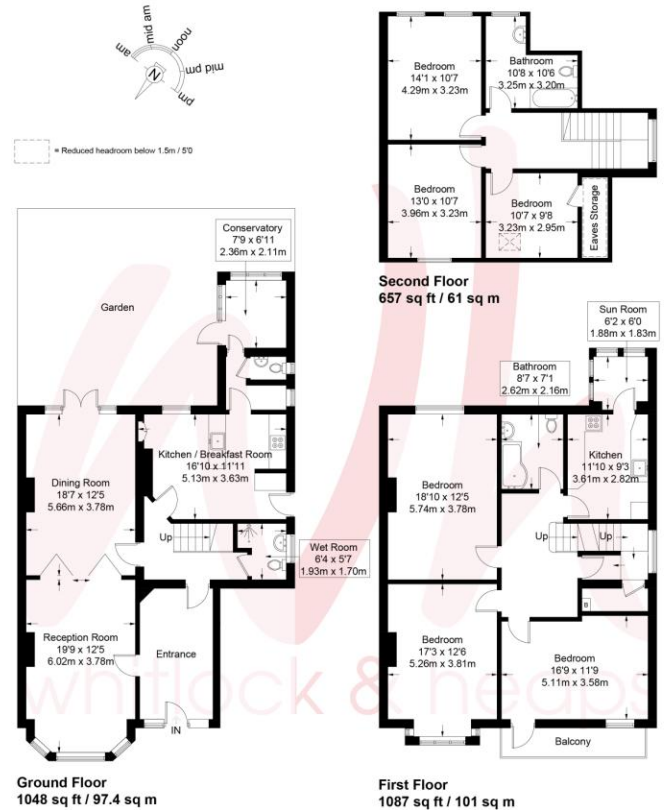 am
mid am
noon
mid pm
pm
N
= Reduced headroom below 1.5m / 5'0
Bedroom
14'1 x 10'7
4.29m x 3.23m
Bathroom
10'8 x 10'6
3.25m x 3.20m
Bedroom
13'0 x 10'7
3.96m x 3.23m
Bedroom
10'7 x 9'8
3.23m x 2.95m
Eaves Storage
Second Floor
657 sq ft / 61 sq m
Conservatory
7'9 x 6'11
2.36m x 2.11m
Garden
Kitchen / Breakfast Room
16'10 x 11'11
5.13m x 3.63m
Dining Room
18'7 x 12'5
5.66m x 3.78m
Up
Wet Room
6'4 x 5'7
1.93m x 1.70m
Reception Room
19'9 x 12'5
6.02m x 3.78m
Entrance
IN
Ground Floor
1048 sq ft / 97.4 sq m
Sun Room
6'2 x 6'0
1.88m x 1.83m
Bathroom
8'7 x 7'1
2.62m x 2.16m
Kitchen
11'10 x 9'3
3.61m x 2.82m
Bedroom
18'10 x 12'5
5.74m x 3.78m
Up
Up
Bedroom
17'3 x 12'6
5.26m x 3.81m
Bedroom
16'9 x 11'9
5.11m x 3.58m
Balcony
First Floor
1087 sq ft / 101 sq m
whitlock & heaps